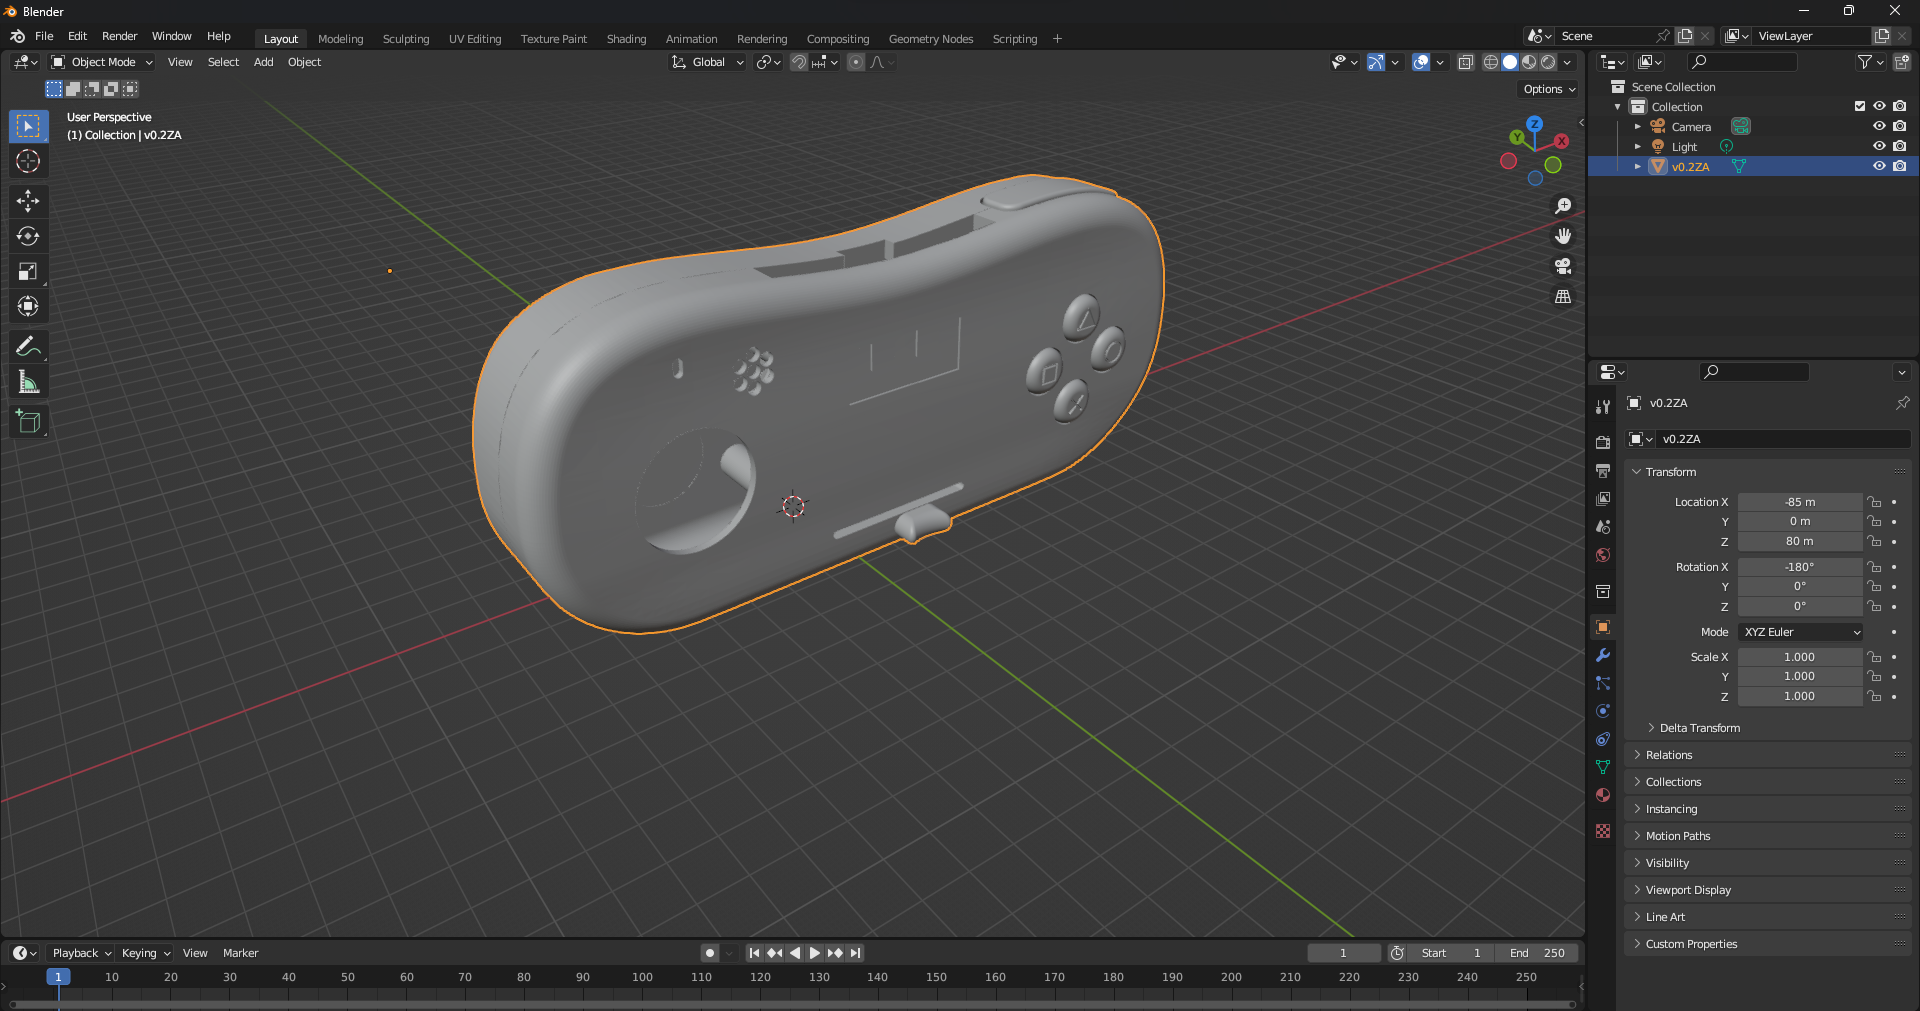 Blender
File Edit Render Window Help Layout Modeling Sculpting UV Editing Texture Paint Shading Animation Rendering Compositing Geometry Nodes Scripting Scene ViewLayer
Object Mode View Select Add Object Global
Options
User Perspective
(1) Collection | v0.2ZA
Z
Y X
Scene Collection
Collection
Camera
Light
v0.2ZA
v0.2ZA
v0.2ZA
Transform
Location X -85 m
Y 0 m
Z 80 m
Rotation X -180°
Y 0°
Z 0°
Mode XYZ Euler
Scale X 1.000
Y 1.000
Z 1.000
Delta Transform
Relations
Collections
Instancing
Motion Paths
Visibility
Viewport Display
Line Art
Custom Properties
Playback Keying View Marker 1 Start 1 End 250
1 10 20 30 40 50 60 70 80 90 100 110 120 130 140 150 160 170 180 190 200 210 220 230 240 250